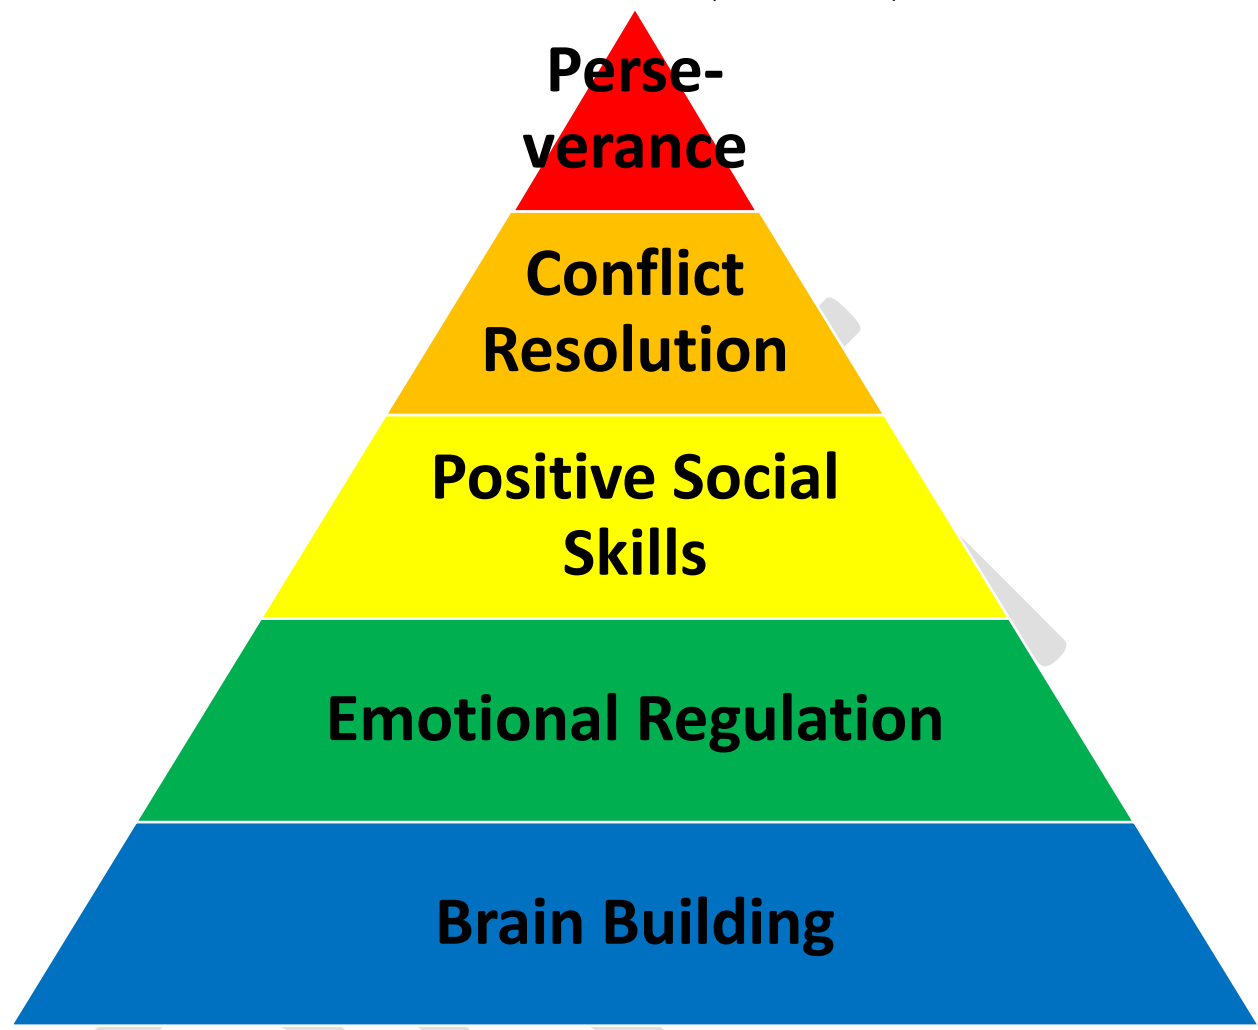 Perse-
verance
Conflict
Resolution
Positive Social
Skills
Emotional Regulation
Brain Building